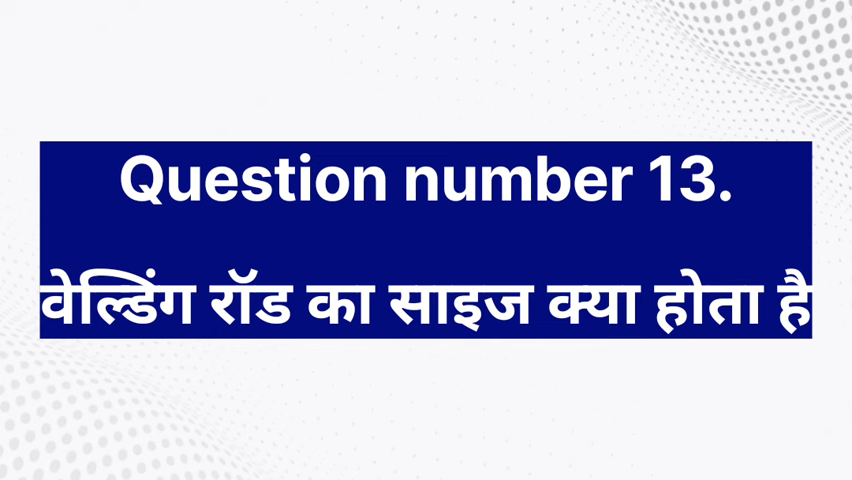 Question number 13.
वेल्डिंग रॉड का साइज क्या होता है